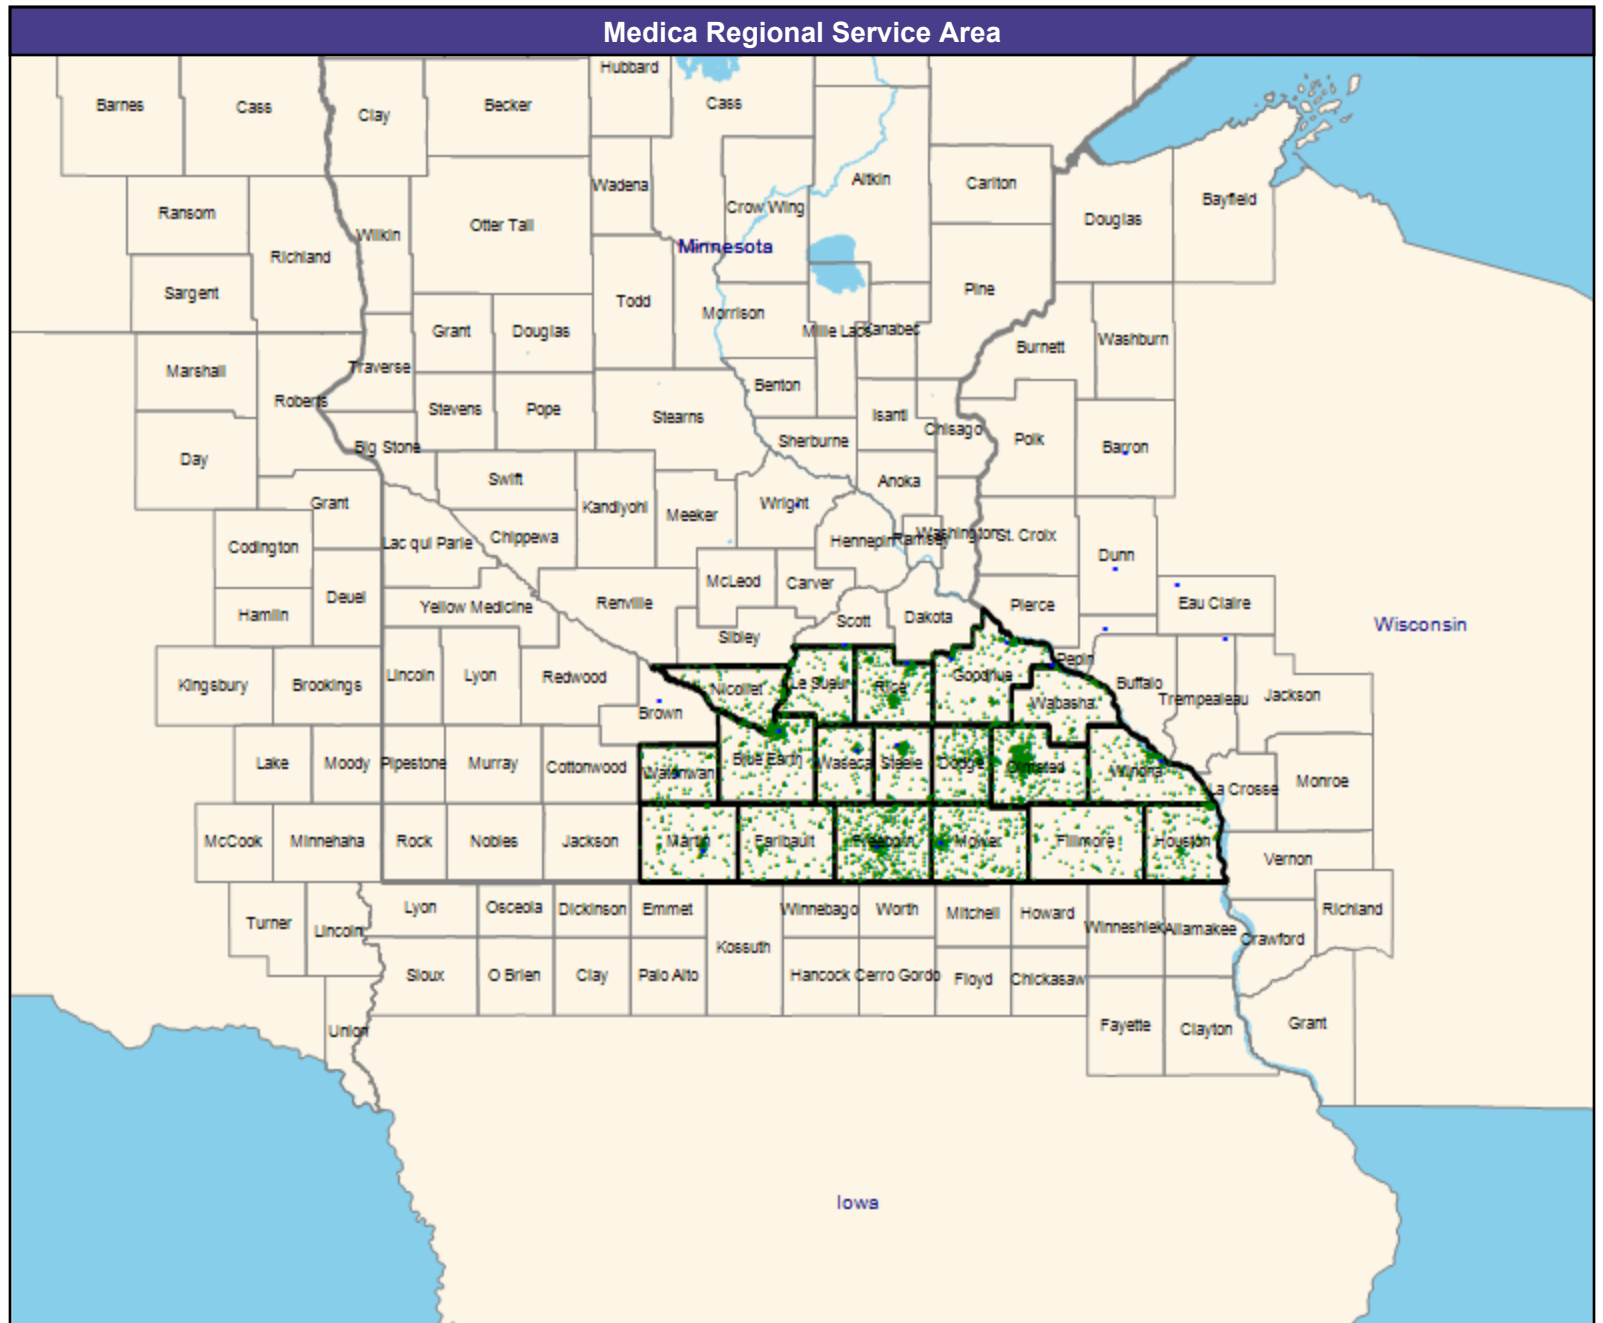 Medica Regional Service Area
Hubbard
Barnes
Cass
Clay
Becker
Cass
Wadena
Aitkin
Carlton
Ransom
Crow Wing
Douglas
Bayfield
Wilkin
Otter Tail
Minnesota
Richland
Sargent
Todd
Pine
Morrison
Grant
Douglas
Mille Lacs
Kanabec
Burnett
Washburn
Marshall
Traverse
Benton
Roberts
Stevens
Pope
Stearns
Isanti
Chisago
Polk
Barron
Big Stone
Sherburne
Day
Swift
Anoka
Grant
Kandiyohi
Meeker
Wright
Codington
Lac qui Parle
Chippewa
Hennepin
Ramsey
Washington
St. Croix
Dunn
McLeod
Carver
Deuel
Yellow Medicine
Renville
Pierce
Eau Claire
Hamlin
Scott
Dakota
Wisconsin
Sibley
Pepin
Kingsbury
Brookings
Lincoln
Lyon
Redwood
Nicollet
Le Sueur
Rice
Goodhue
Wabasha
Buffalo
Trempealeau
Jackson
Brown
Lake
Moody
Pipestone
Murray
Cottonwood
Watonwan
Blue Earth
Waseca
Steele
Dodge
Olmsted
Winona
La Crosse
Monroe
McCook
Minnehaha
Rock
Nobles
Jackson
Martin
Faribault
Freeborn
Mower
Fillmore
Houston
Vernon
Turner
Lincoln
Lyon
Osceola
Dickinson
Emmet
Winnebago
Worth
Mitchell
Howard
Winneshiek
Allamakee
Crawford
Richland
Kossuth
Sioux
O Brien
Clay
Palo Alto
Hancock
Cerro Gordo
Floyd
Chickasaw
Union
Fayette
Clayton
Grant
Iowa